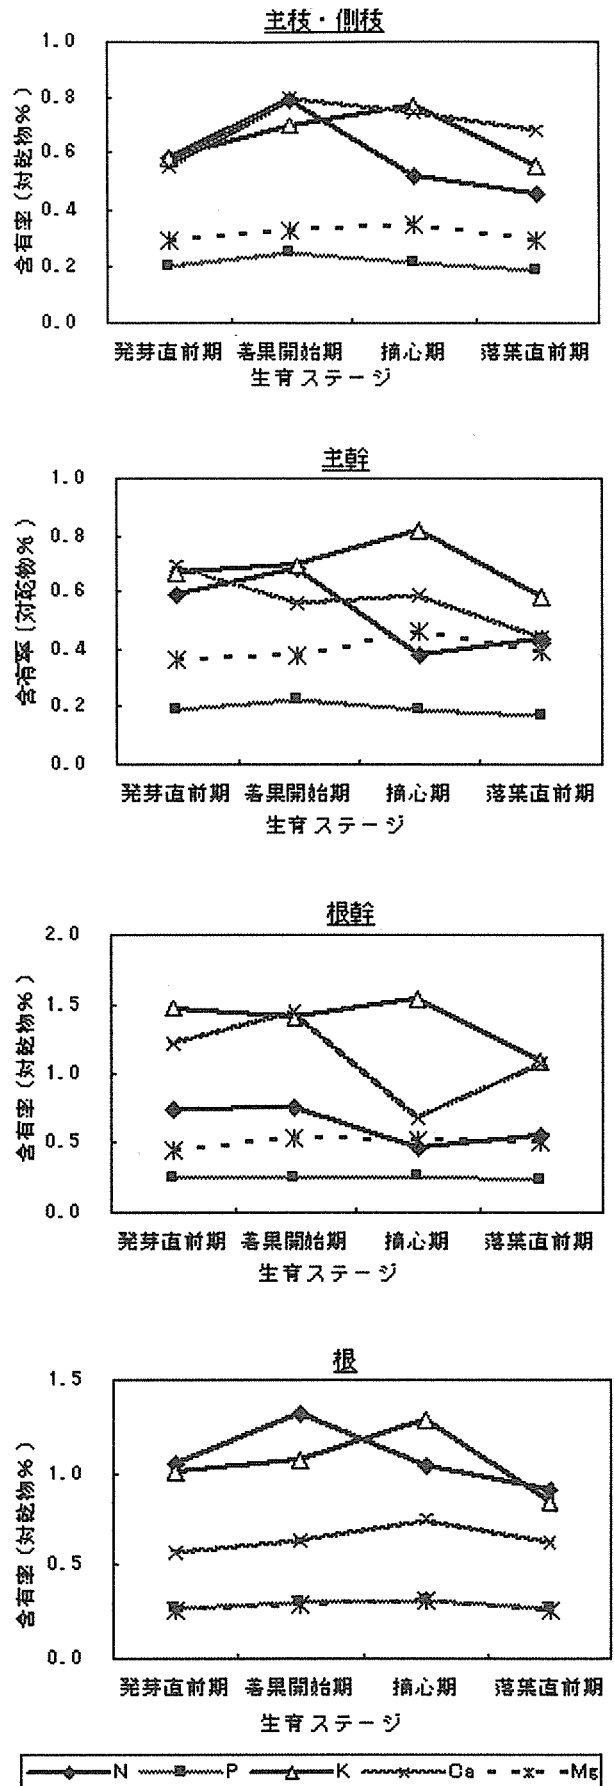 主枝・側枝
含有率(対乾物%)
1.0
0.8
0.6
0.4
0.2
0.0
発芽直前期 着果開始期 摘心期 落葉直前期
生育ステージ
主幹
含有率(対乾物%)
1.0
0.8
0.6
0.4
0.2
0.0
発芽直前期 着果開始期 摘心期 落葉直前期
生育ステージ
根幹
含有率(対乾物%)
2.0
1.5
1.0
0.5
0.0
発芽直前期 着果開始期 摘心期 落葉直前期
生育ステージ
根
含有率(対乾物%)
1.5
1.0
0.5
0.0
発芽直前期 着果開始期 摘心期 落葉直前期
生育ステージ
N P K Ca Mg